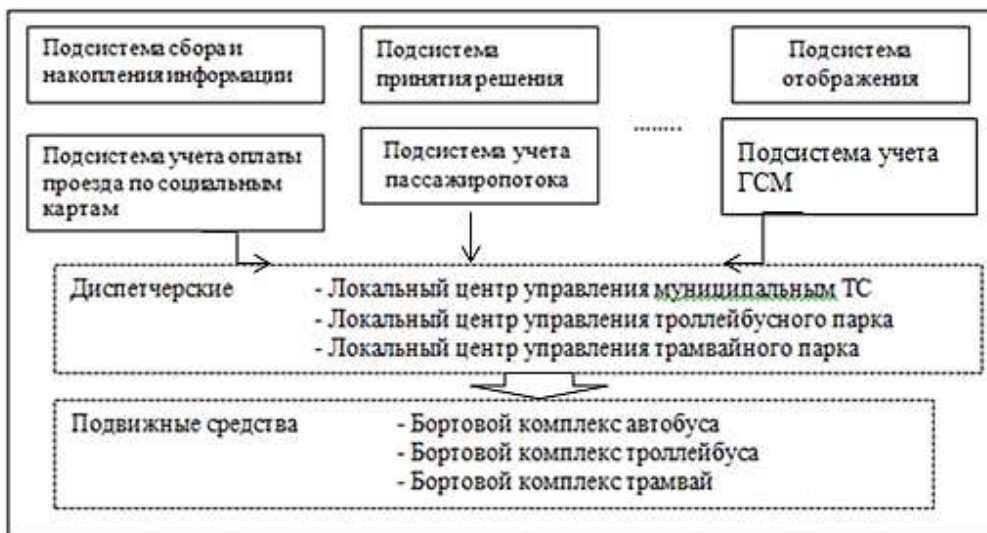 Подсистема сбора и
накопления информации
Подсистема
принятия решения
Подсистема
отображения
........
Подсистема учета оплаты
проезда по социальным
картам
Подсистема учета
пассажиропотока
Подсистема учета
ГСМ
Диспетчерские - Локальный центр управления муниципальным ТС
- Локальный центр управления троллейбусного парка
- Локальный центр управления трамвайного парка
Подвижные средства - Бортовой комплекс автобуса
- Бортовой комплекс троллейбуса
- Бортовой комплекс трамвай